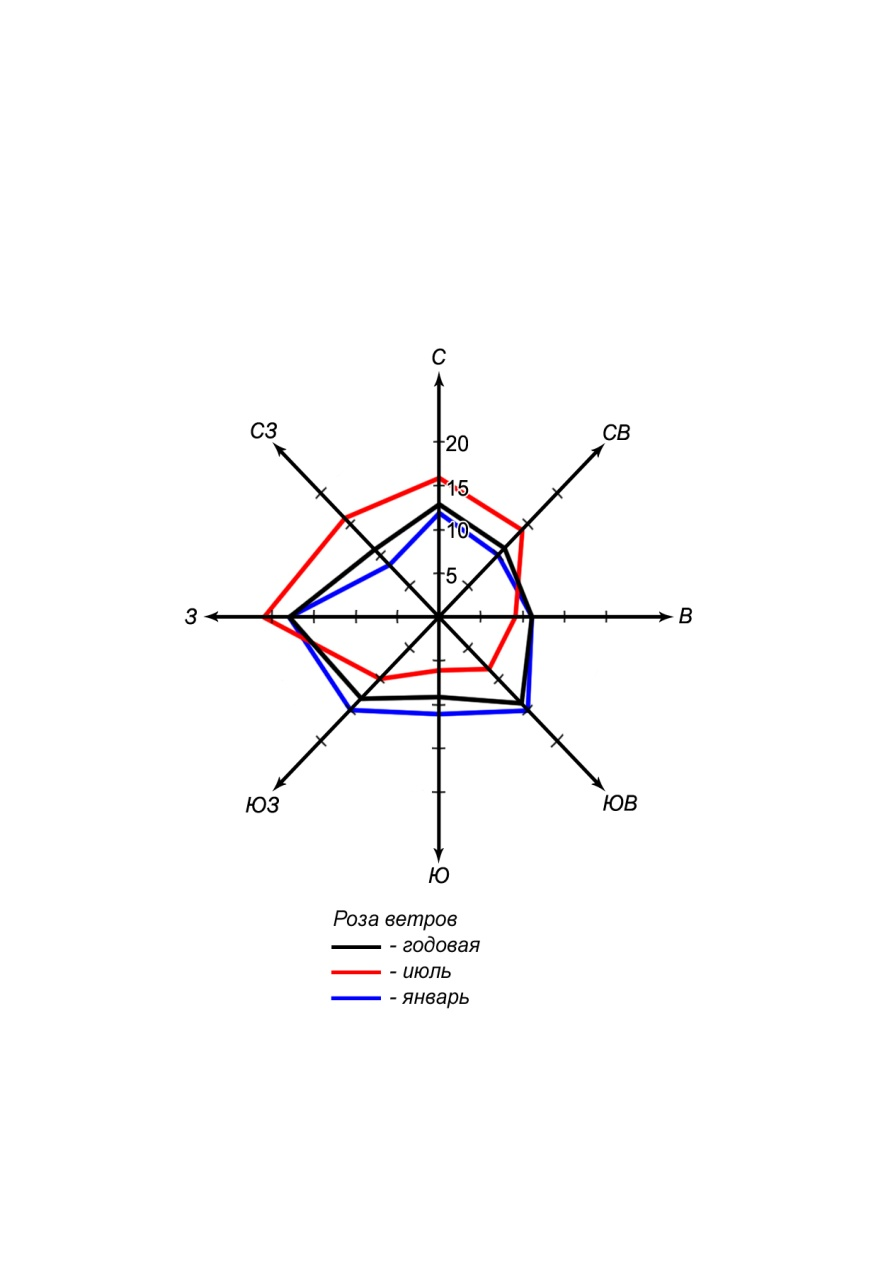 С
СЗ
СВ
20
15
10
5
З
В
ЮЗ
ЮВ
Ю
Роза ветров
- годовая
- июль
- январь